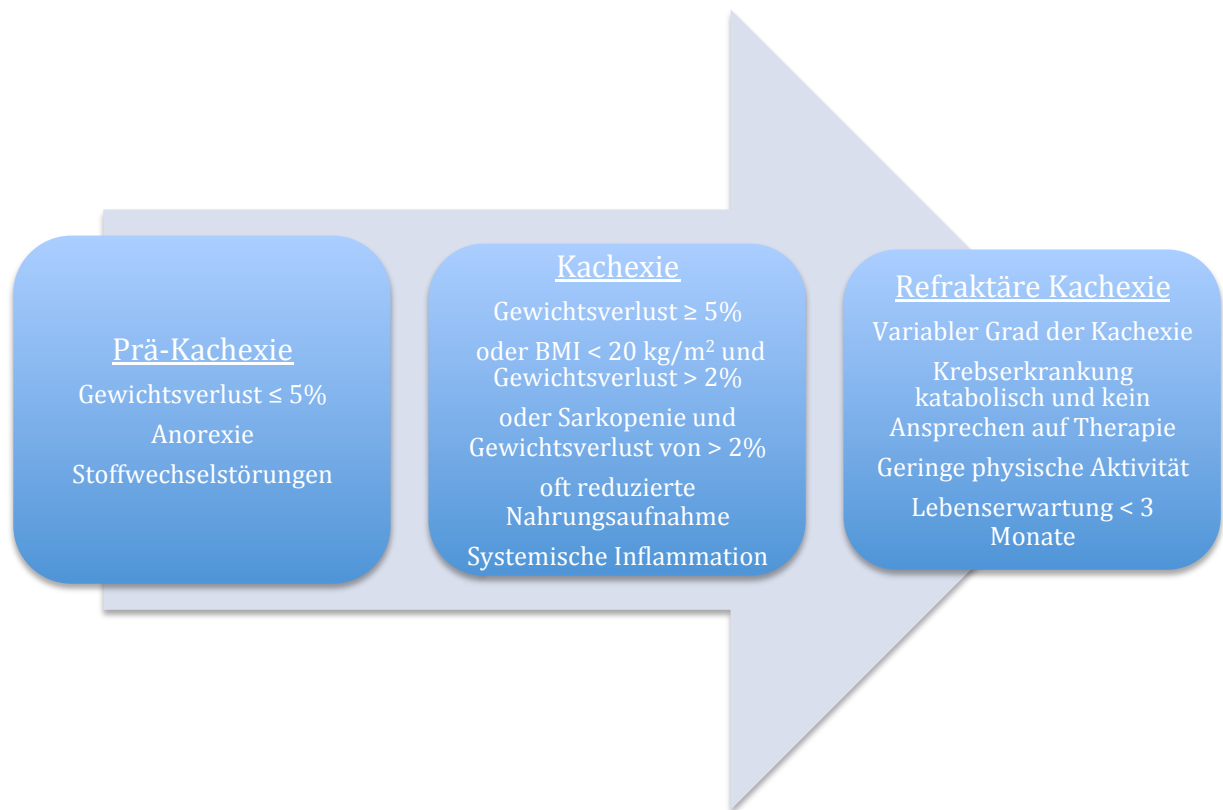 Prä-Kachexie
Gewichtsverlust ≤ 5%
Anorexie
Stoffwechselstörungen
Kachexie
Gewichtsverlust ≥ 5%
oder BMI < 20 kg/m² und
Gewichtsverlust > 2%
oder Sarkopenie und
Gewichtsverlust von > 2%
oft reduzierte
Nahrungsaufnahme
Systemische Inflammation
Refraktäre Kachexie
Variabler Grad der Kachexie
Krebserkrankung
katabolisch und kein
Ansprechen auf Therapie
Geringe physische Aktivität
Lebenserwartung < 3
Monate